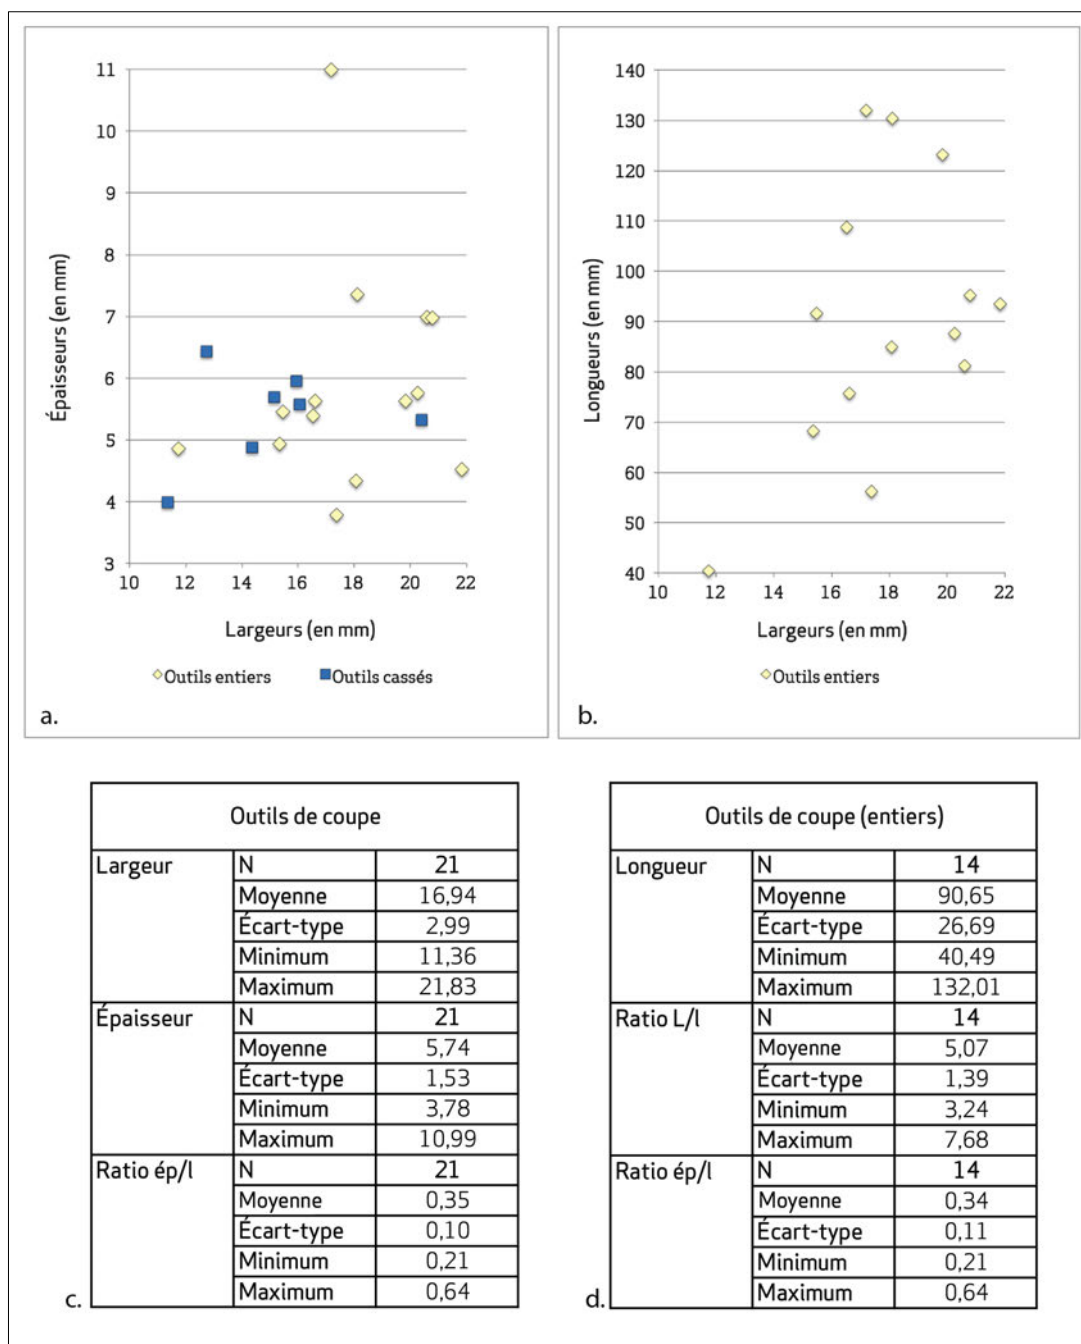 11
10
9
8
7
6
5
4
3
Épaisseurs (en mm)
10 12 14 16 18 20 22
Largeurs (en mm)
Outils entiers Outils cassés
a.
140
130
120
110
100
90
80
70
60
50
40
Longueurs (en mm)
10 12 14 16 18 20 22
Largeurs (en mm)
Outils entiers
b.
Outils de coupe
Largeur N 21
Moyenne 16,94
Écart-type 2,99
Minimum 11,36
Maximum 21,83
Épaisseur N 21
Moyenne 5,74
Écart-type 1,53
Minimum 3,78
Maximum 10,99
Ratio ép/l N 21
Moyenne 0,35
Écart-type 0,10
Minimum 0,21
Maximum 0,64
c.
Outils de coupe (entiers)
Longueur N 14
Moyenne 90,65
Écart-type 26,69
Minimum 40,49
Maximum 132,01
Ratio L/l N 14
Moyenne 5,07
Écart-type 1,39
Minimum 3,24
Maximum 7,68
Ratio ép/l N 14
Moyenne 0,34
Écart-type 0,11
Minimum 0,21
Maximum 0,64
d.